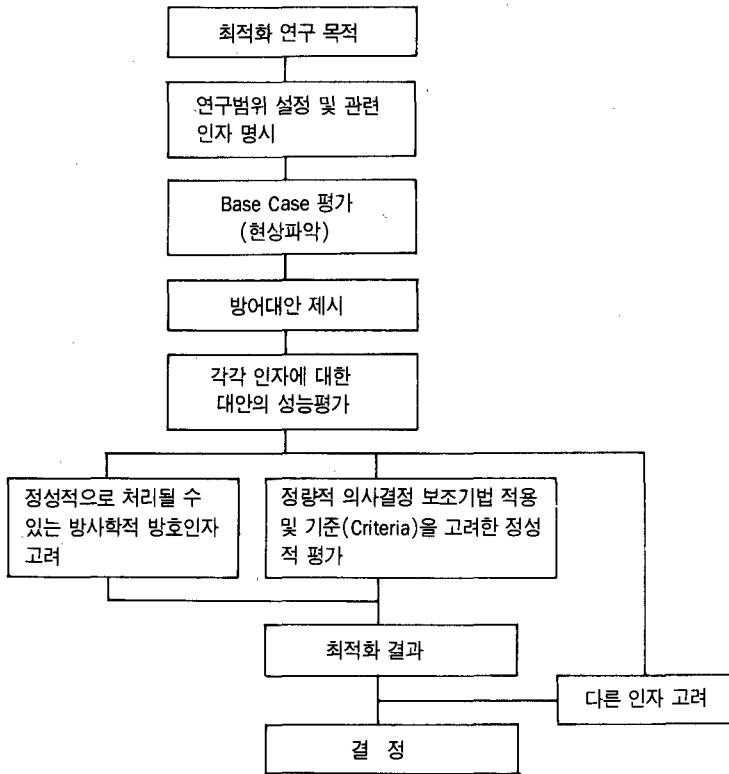 최적화 연구 목적
연구범위 설정 및 관련
인자 명시
Base Case 평가
(현상파악)
방어대안 제시
각각 인자에 대한
대안의 성능평가
정성적으로 처리될 수
있는 방사학적 방호인자
고려
정량적 의사결정 보조기법 적용
및 기준(Criteria)을 고려한 정성
적 평가
최적화 결과
다른 인자 고려
결 정